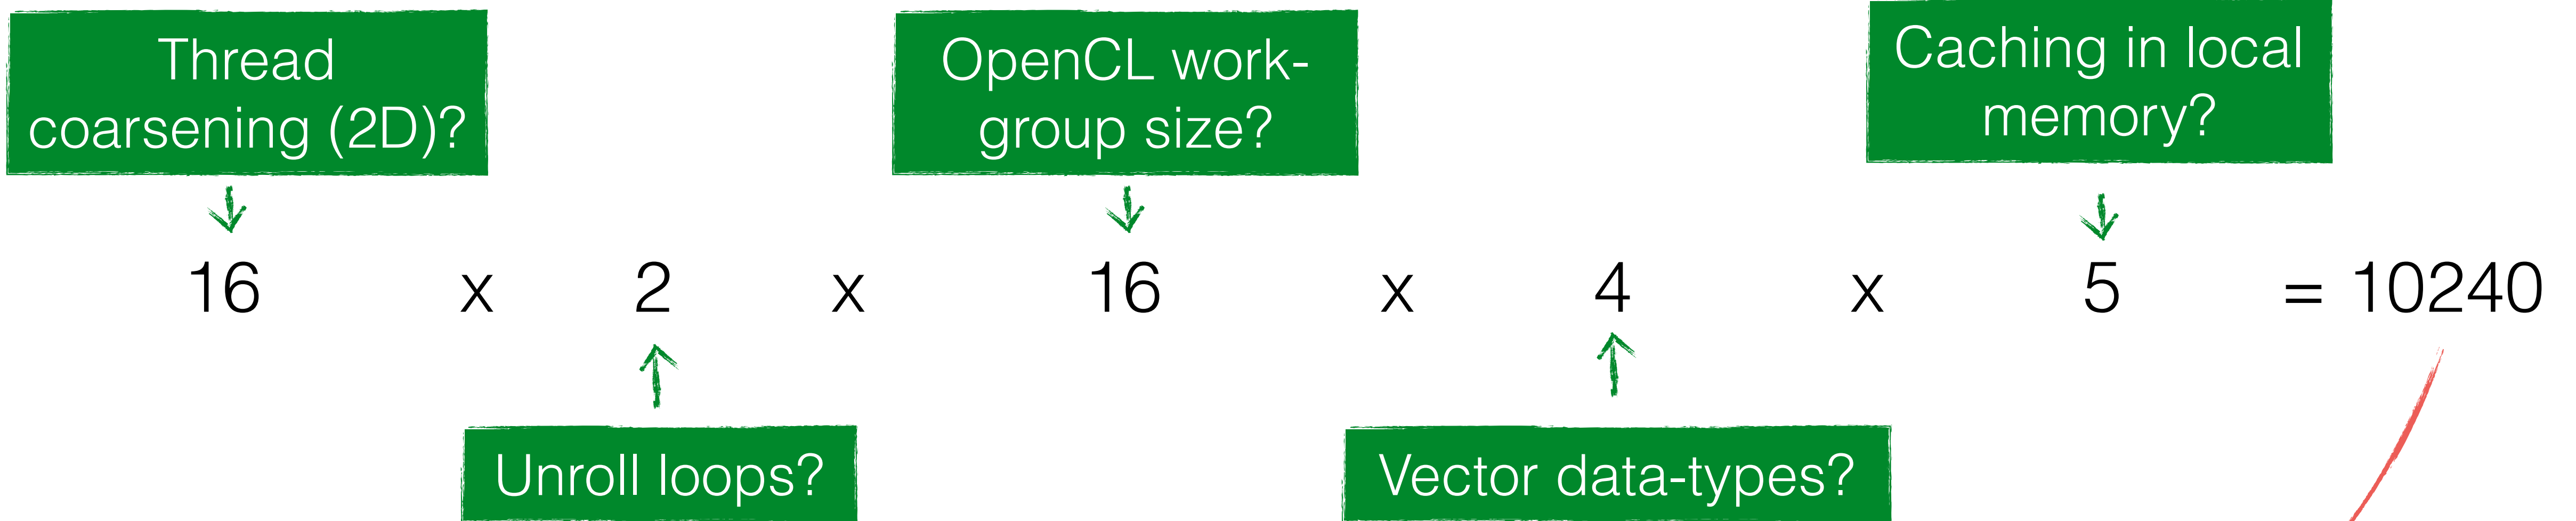 Thread
coarsening (2D)?
OpenCL work-
group size?
Caching in local
memory?
16 x 2 x 16 x 4 x 5 = 10240
Unroll loops?
Vector data-types?